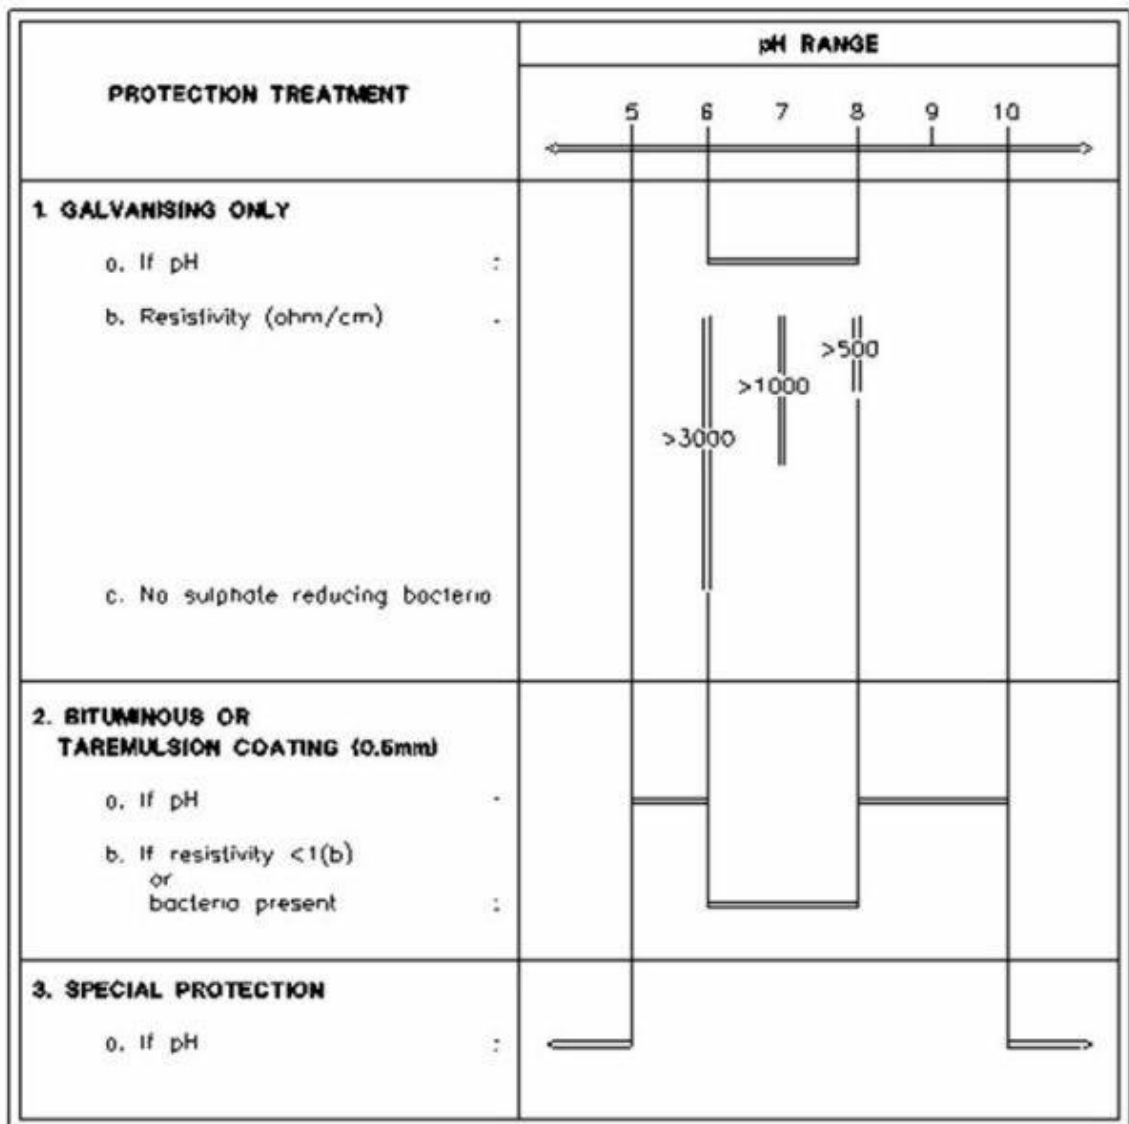 PROTECTION TREATMENT
pH RANGE
5 6 7 8 9 10
1. GALVANISING ONLY
a. If pH :
b. Resistivity (ohm/cm) .
>500
>1000
>3000
c. No sulphate reducing bacteria
2. BITUMINOUS OR
TAREMULSION COATING (0.5mm)
a. If pH .
b. If resistivity <1(b)
or
bacteria present :
3. SPECIAL PROTECTION
a. If pH :